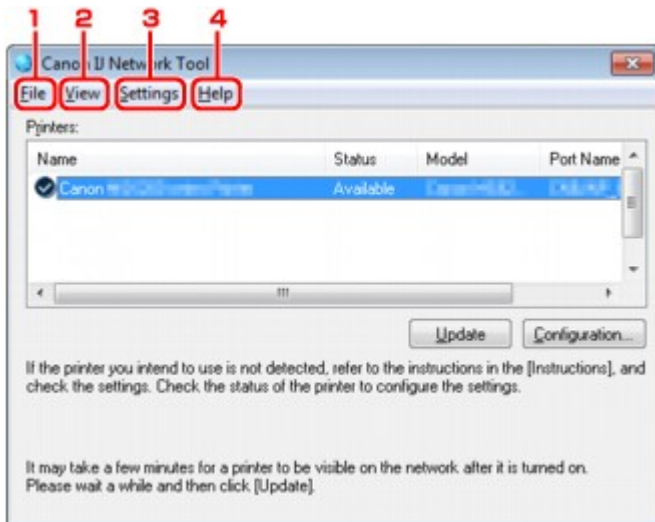 1 2 3 4
Canon IJ Network Tool
File View Settings Help
Printers:
Name Status Model Port Name
Canon Available
Update Configuration...
If the printer you intend to use is not detected, refer to the instructions in the [Instructions], and
check the settings. Check the status of the printer to configure the settings.
It may take a few minutes for a printer to be visible on the network after it is turned on.
Please wait a while and then click [Update].